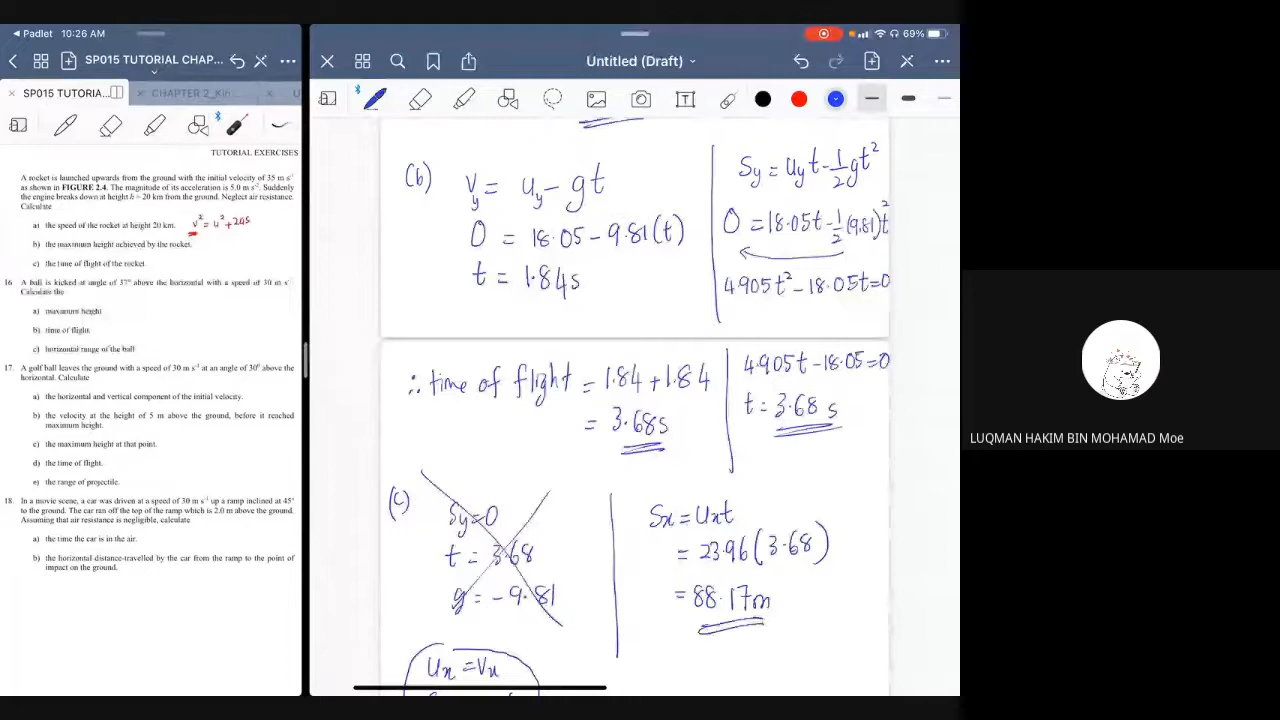 Padlet 10:26 AM
69%
SP015 TUTORIAL CHAP...
Untitled (Draft)
SP015 TUTORIA...
CHAPTER 2_Kin
TUTORIAL EXERCISES
A rocket is launched upwards from the ground with the initial velocity of 35 m s⁻¹
as shown in FIGURE 2.4. The magnitude of its acceleration is 5.0 m s⁻². Suddenly
the engine breaks down at height h = 20 km from the ground. Neglect air resistance.
Calculate
a) the speed of the rocket at height 20 km. v² = u² + 2as
b) the maximum height achieved by the rocket.
c) the time of flight of the rocket.
16 A ball is kicked at angle of 37° above the horizontal with a speed of 30 m s⁻
Calculate the
a) maximum height
b) time of flight.
c) horizontal range of the ball
17. A golf ball leaves the ground with a speed of 30 m s⁻¹ at an angle of 30⁰ above the
horizontal. Calculate
a) the horizontal and vertical component of the initial velocity.
b) the velocity at the height of 5 m above the ground, before it reached
maximum height.
c) the maximum height at that point.
d) the time of flight.
e) the range of projectile.
18. In a movie scene, a car was driven at a speed of 30 m s⁻¹ up a ramp inclined at 45°
to the ground. The car ran off the top of the ramp which is 2.0 m above the ground.
Assuming that air resistance is negligible, calculate
a) the time the car is in the air.
b) the horizontal distance travelled by the car from the ramp to the point of
impact on the ground.
(b)
Vy = uy - gt
0 = 18.05 - 9.81(t)
t = 1.84s
Sy = Uyt - 1/2 gt²
0 = 18.05t - 1/2 (9.81)t²
4.905t² - 18.05t = 0
∴ time of flight = 1.84 + 1.84
= 3.68s
4.905t - 18.05 = 0
t = 3.68 s
(c)
Sy = 0
t = 3.68
g = -9.81
Sx = Uxt
= 23.96(3.68)
= 88.17m
Ux = Vx
LUQMAN HAKIM BIN MOHAMAD Moe